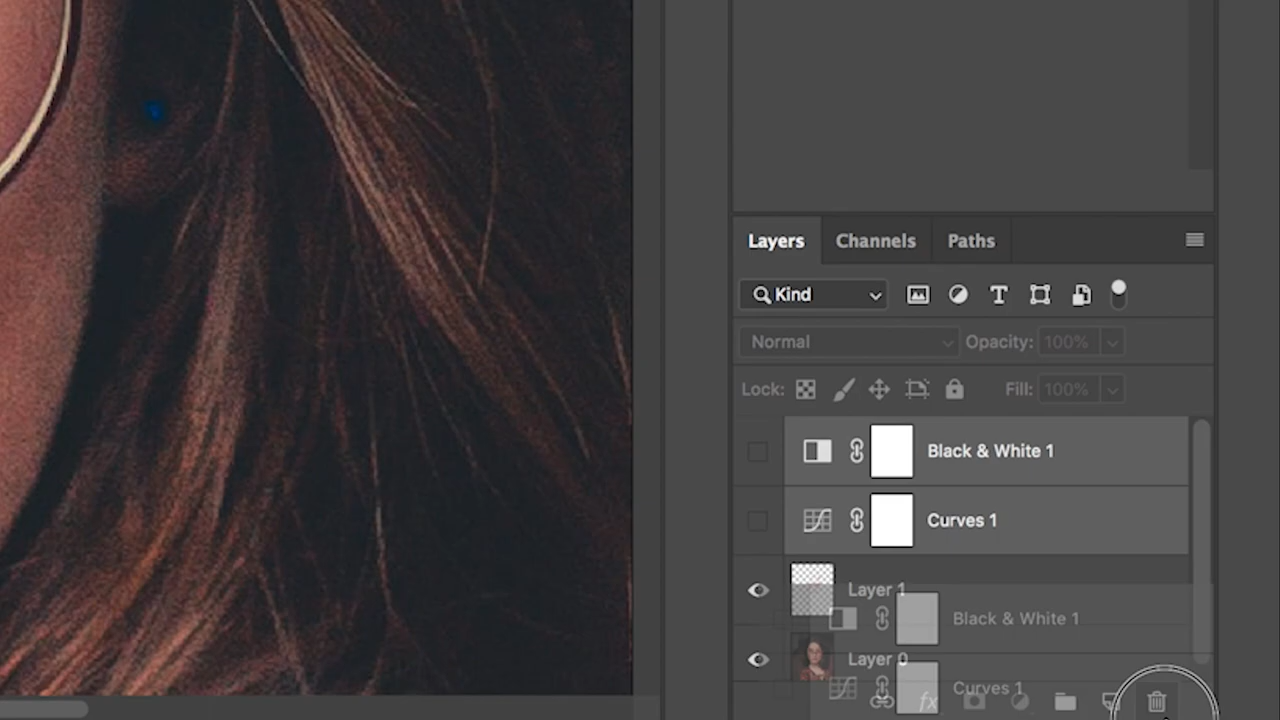 Layers Channels Paths
Kind
Normal Opacity: 100%
Lock: Fill: 100%
Black & White 1
Curves 1
Layer 1
Black & White 1
Layer 0
Curves 1
fx